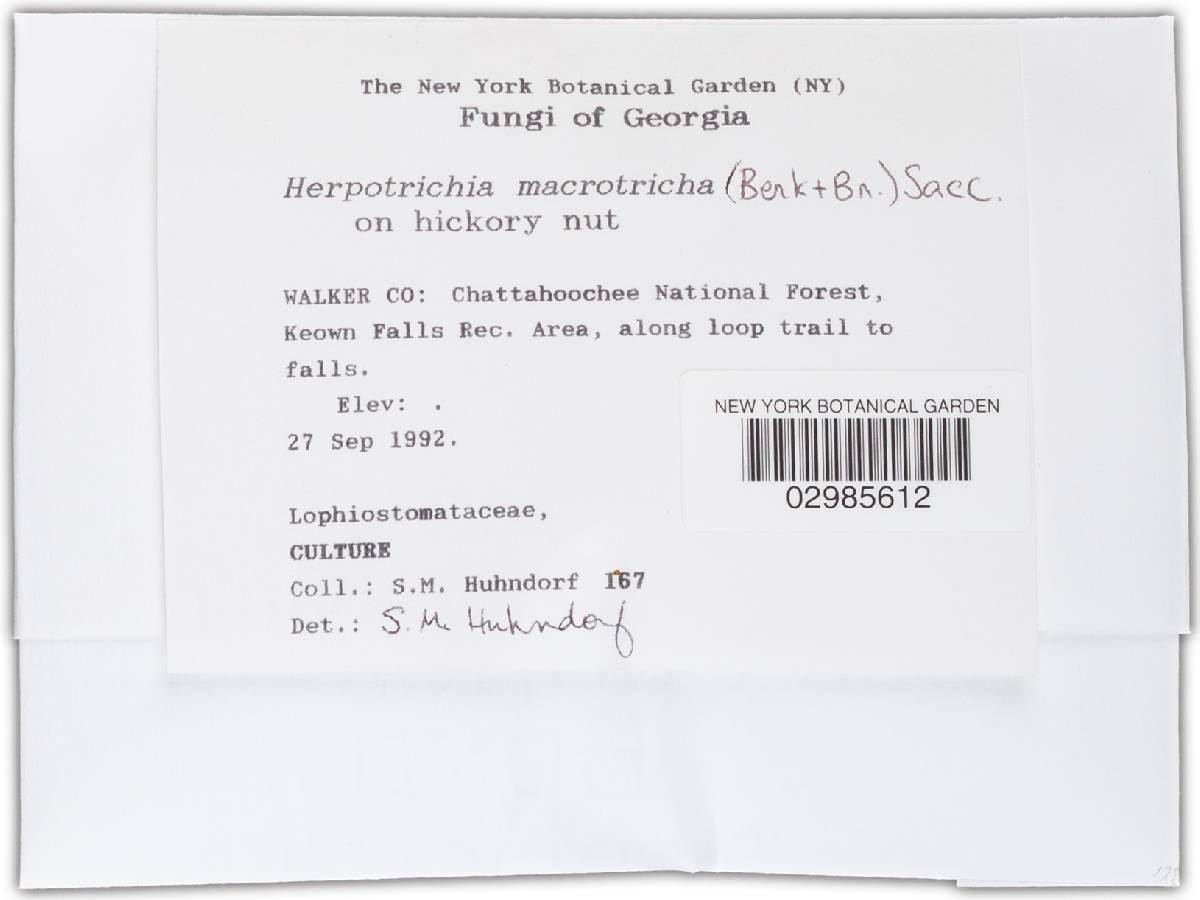 The New York Botanical Garden (NY)
Fungi of Georgia
Herpotrichia macrotricha (Berk + Br.) Sacc.
on hickory nut
WALKER CO: Chattahoochee National Forest,
Keown Falls Rec. Area, along loop trail to
falls.
Elev: .
27 Sep 1992.
NEW YORK BOTANICAL GARDEN
02985612
Lophiostomataceae,
CULTURE
Coll.: S.M. Huhndorf 167
Det.: S. M. Huhndorf